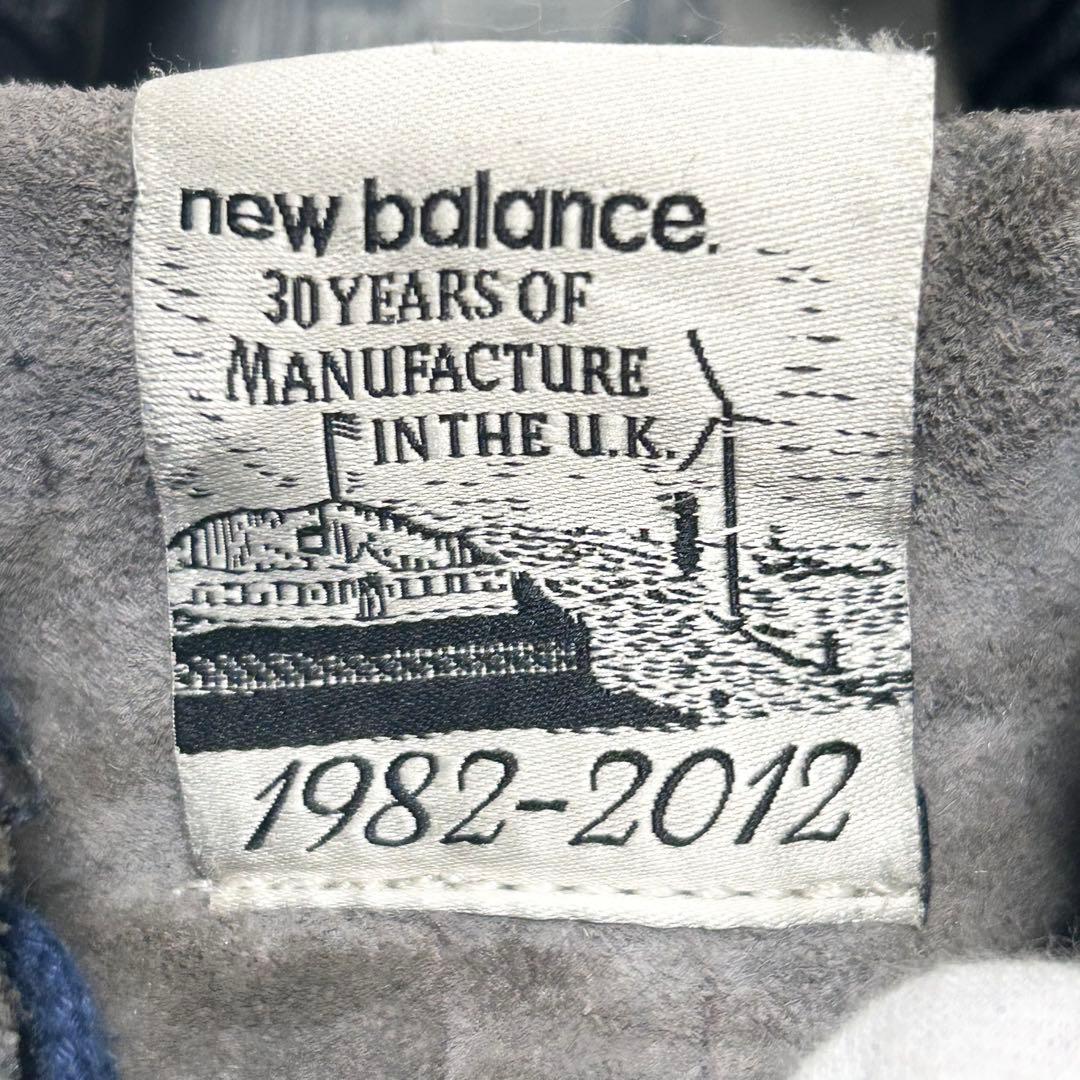 new balance.
30 YEARS OF
MANUFACTURE
IN THE U.K.
1982-2012